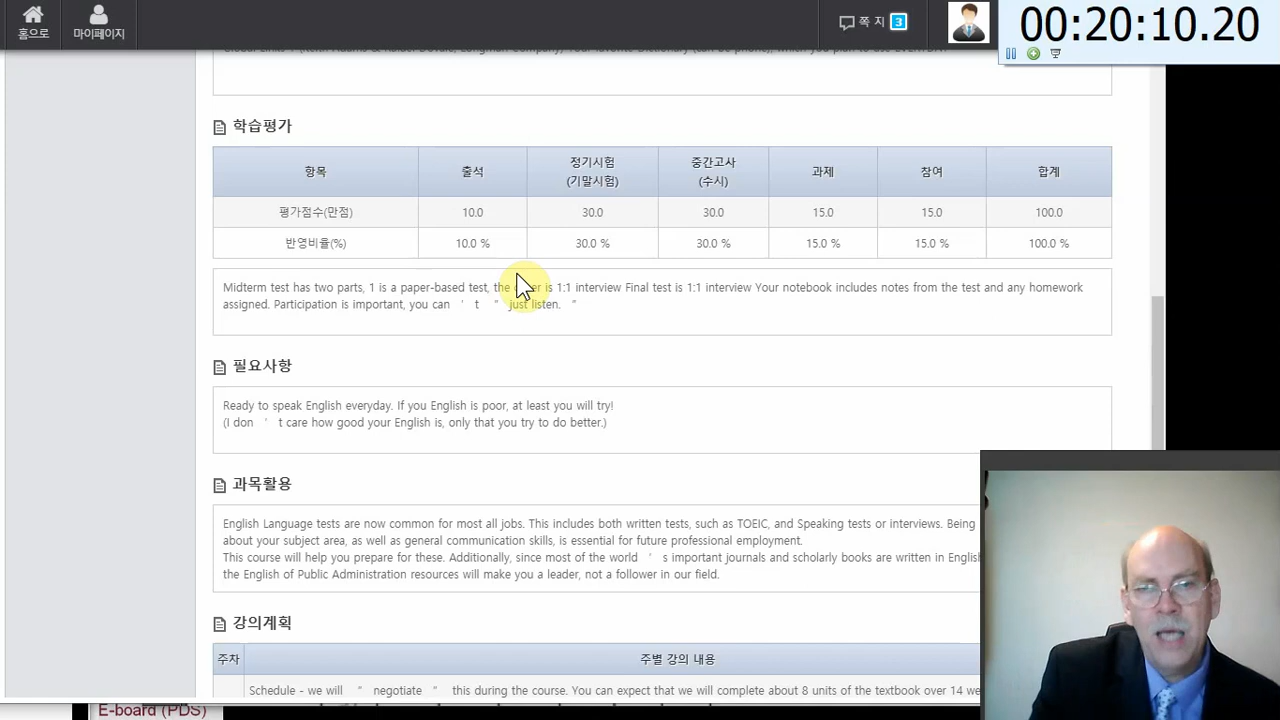 홈으로
마이페이지
쪽 지 3
00:20:10.20
학습평가
항목 출석 정기시험 (기말시험) 중간고사 (수시) 과제 참여 합계
평가점수(만점) 10.0 30.0 30.0 15.0 15.0 100.0
반영비율(%) 10.0 % 30.0 % 30.0 % 15.0 % 15.0 % 100.0 %
Midterm test has two parts, 1 is a paper-based test, the is 1:1 interview Final test is 1:1 interview Your notebook includes notes from the test and any homework
assigned. Participation is important, you can ' t " just listen. "
필요사항
Ready to speak English everyday. If you English is poor, at least you will try!
(I don ' t care how good your English is, only that you try to do better.)
과목활용
English Language tests are now common for most all jobs. This includes both written tests, such as TOEIC, and Speaking tests or interviews. Being
about your subject area, as well as general communication skills, is essential for future professional employment.
This course will help you prepare for these. Additionally, since most of the world ' s important journals and scholarly books are written in English
the English of Public Administration resources will make you a leader, not a follower in our field.
강의계획
주차 주별 강의 내용
Schedule - we will " negotiate " this during the course. You can expect that we will complete about 8 units of the textbook over 14
E-board (PDS)